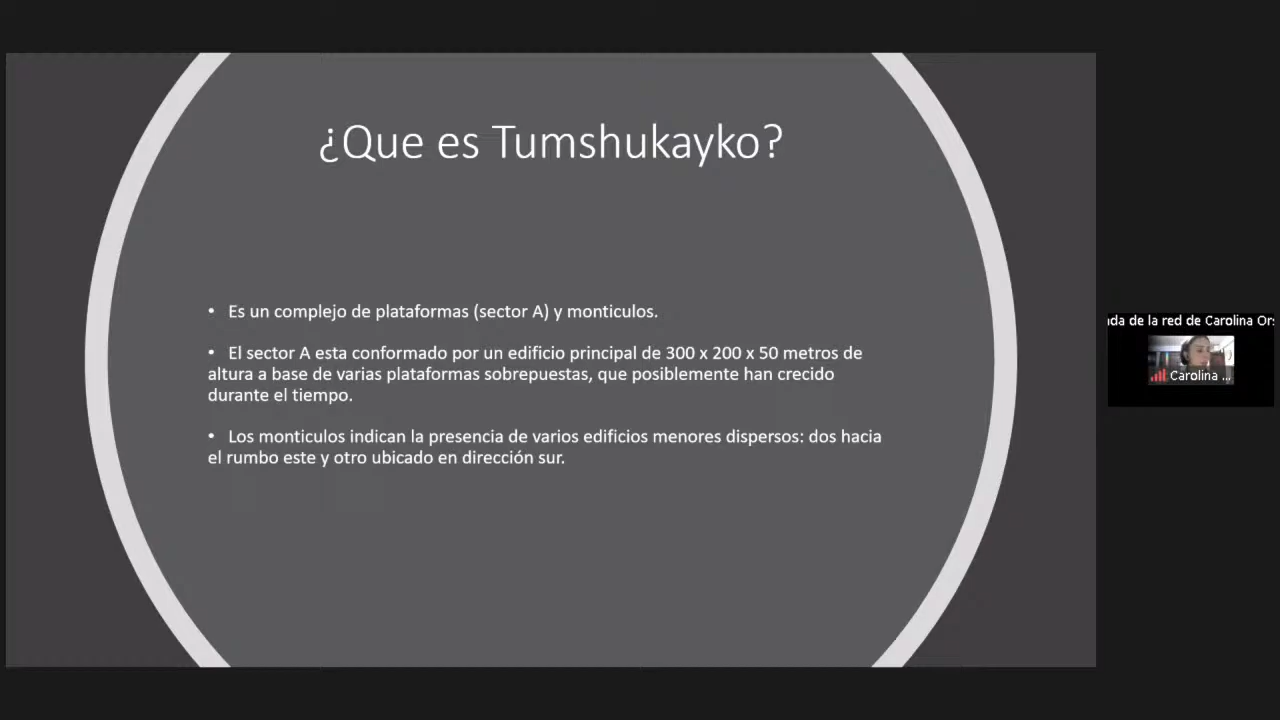 ¿Que es Tumshukayko?
• Es un complejo de plataformas (sector A) y monticulos.
• El sector A esta conformado por un edificio principal de 300 x 200 x 50 metros de
altura a base de varias plataformas sobrepuestas, que posiblemente han crecido
durante el tiempo.
• Los monticulos indican la presencia de varios edificios menores dispersos: dos hacia
el rumbo este y otro ubicado en dirección sur.
de la red de Carolina
Carolina ...